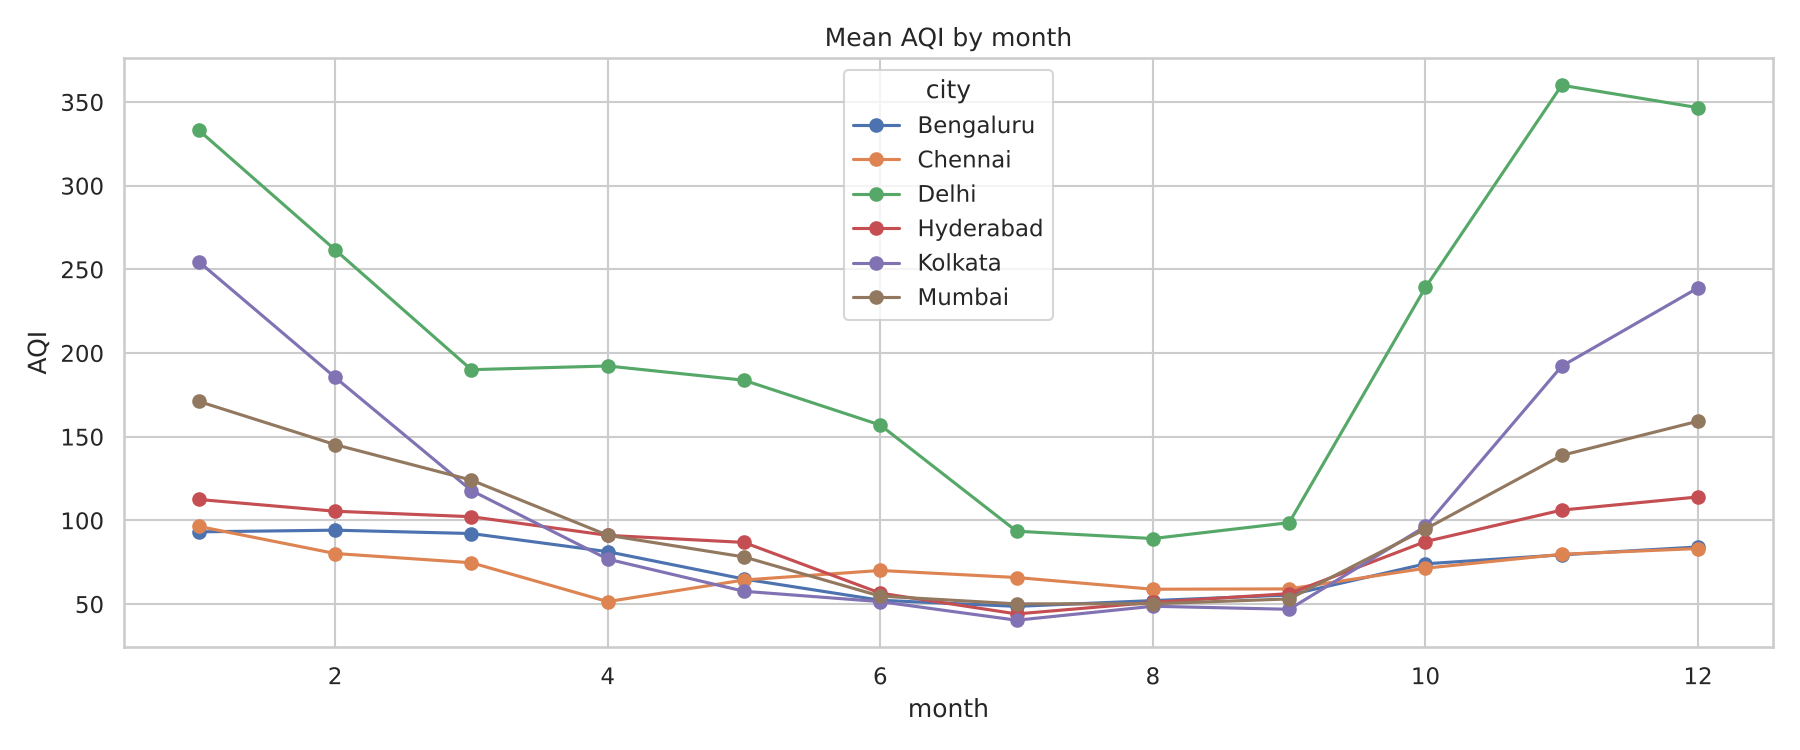 Mean AQI by month
city
Bengaluru
Chennai
Delhi
Hyderabad
Kolkata
Mumbai
AQI
350
300
250
200
150
100
50
2 4 6 8 10 12
month